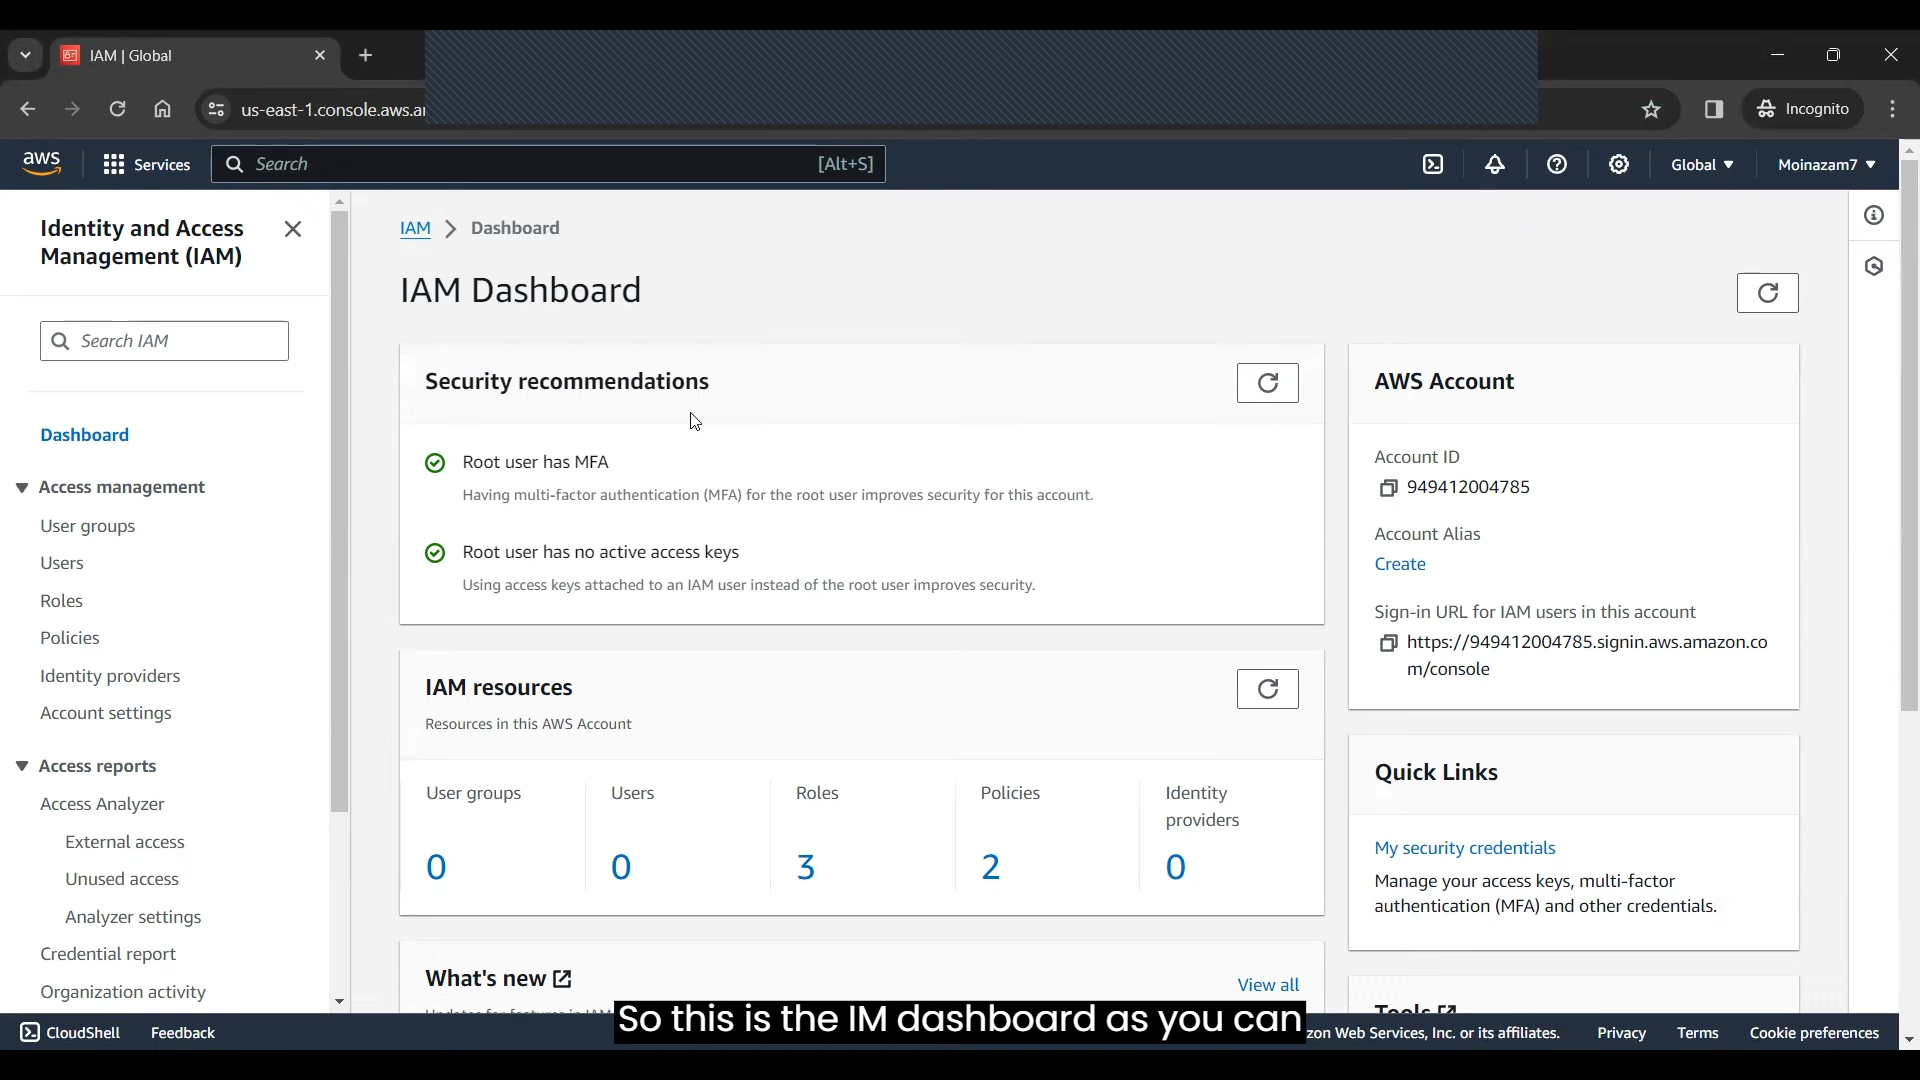 IAM | Global
us-east-1.console.aws.a
Incognito
aws
Services
Search
[Alt+S]
Global
Moinazam7
Identity and Access
Management (IAM)
Search IAM
Dashboard
Access management
User groups
Users
Roles
Policies
Identity providers
Account settings
Access reports
Access Analyzer
External access
Unused access
Analyzer settings
Credential report
Organization activity
IAM > Dashboard
IAM Dashboard
Security recommendations
Root user has MFA
Having multi-factor authentication (MFA) for the root user improves security for this account.
Root user has no active access keys
Using access keys attached to an IAM user instead of the root user improves security.
IAM resources
Resources in this AWS Account
User groups
Users
Roles
Policies
Identity
providers
0
0
3
2
0
What's new
View all
AWS Account
Account ID
949412004785
Account Alias
Create
Sign-in URL for IAM users in this account
https://949412004785.signin.aws.amazon.co
m/console
Quick Links
My security credentials
Manage your access keys, multi-factor
authentication (MFA) and other credentials.
Tools
So this is the IM dashboard as you can
CloudShell
Feedback
zon Web Services, Inc. or its affiliates.
Privacy
Terms
Cookie preferences